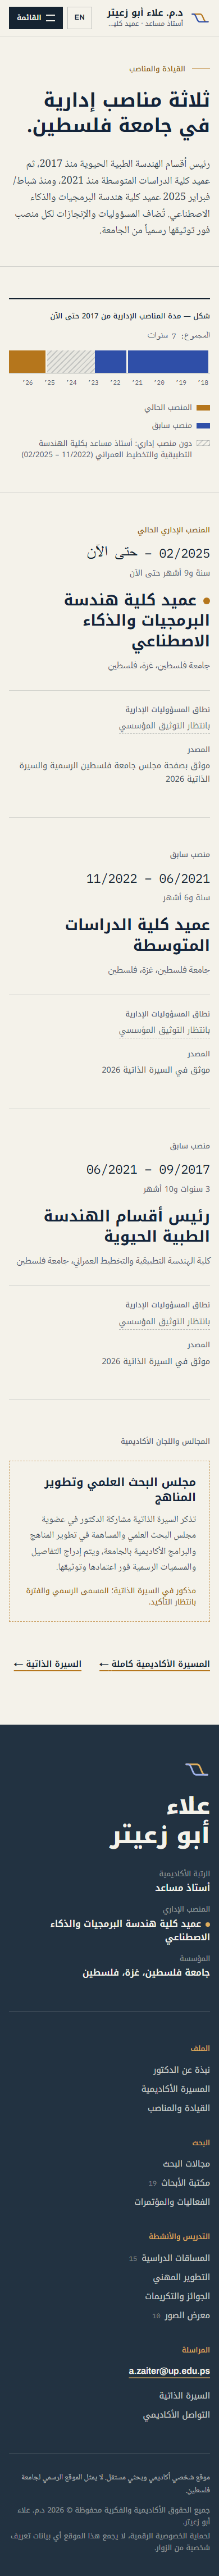 د.م. علاء أبو زعيتر
أستاذ مساعد · عميد كلي...
EN
القائمة
القيادة والمناصب
ثلاثة مناصب إدارية
في جامعة فلسطين.
رئيس أقسام الهندسة الطبية الحيوية منذ 2017، ثم
عميد كلية الدراسات المتوسطة منذ 2021، ومنذ شباط/
فبراير 2025 عميد كلية هندسة البرمجيات والذكاء
الاصطناعي. تُضاف المسؤوليات والإنجازات لكل منصب
فور توثيقها رسمياً من الجامعة.
شكل — مدة المناصب الإدارية من 2017 حتى الآن
المجموع: 7 سنوات
'18 '19 '20 '21 '22 '23 '24 '25 '26
المنصب الحالي
منصب سابق
دون منصب إداري: أستاذ مساعد بكلية الهندسة
التطبيقية والتخطيط العمراني (11/2022 – 02/2025)
المنصب الإداري الحالي
02/2025 – حتى الآن
سنة و9 أشهر حتى الآن
عميد كلية هندسة
البرمجيات والذكاء
الاصطناعي
جامعة فلسطين، غزة، فلسطين
نطاق المسؤوليات الإدارية
بانتظار التوثيق المؤسسي
المصدر
موثق بصفحة مجلس جامعة فلسطين الرسمية والسيرة
الذاتية 2026
منصب سابق
06/2021 – 11/2022
سنة و6 أشهر
عميد كلية الدراسات
المتوسطة
جامعة فلسطين، غزة، فلسطين
نطاق المسؤوليات الإدارية
بانتظار التوثيق المؤسسي
المصدر
موثق في السيرة الذاتية 2026
منصب سابق
09/2017 – 06/2021
3 سنوات و10 أشهر
رئيس أقسام الهندسة
الطبية الحيوية
كلية الهندسة التطبيقية والتخطيط العمراني، جامعة فلسطين
نطاق المسؤوليات الإدارية
بانتظار التوثيق المؤسسي
المصدر
موثق في السيرة الذاتية 2026
المجالس واللجان الأكاديمية
مجلس البحث العلمي وتطوير
المناهج
تذكر السيرة الذاتية مشاركة الدكتور في عضوية
مجلس البحث العلمي والمساهمة في تطوير المناهج
والبرامج الأكاديمية بالجامعة. ويتم إدراج التفاصيل
والمسميات الرسمية فور اعتمادها وتوثيقها.
مذكور في السيرة الذاتية؛ المسمى الرسمي والفترة
بانتظار التأكيد.
المسيرة الأكاديمية كاملة ←
السيرة الذاتية ←
علاء
أبو زعيتر
الرتبة الأكاديمية
أستاذ مساعد
المنصب الإداري
عميد كلية هندسة البرمجيات والذكاء
الاصطناعي
المؤسسة
جامعة فلسطين، غزة، فلسطين
الملف
نبذة عن الدكتور
المسيرة الأكاديمية
القيادة والمناصب
البحث
مجالات البحث
مكتبة الأبحاث 19
الفعاليات والمؤتمرات
التدريس والأنشطة
المساقات الدراسية 15
التطوير المهني
الجوائز والتكريمات
معرض الصور 10
المراسلة
a.zaiter@up.edu.ps
السيرة الذاتية
التواصل الأكاديمي
موقع شخصي أكاديمي وبحثي مستقل. لا يمثل الموقع الرسمي لجامعة
فلسطين.
جميع الحقوق الأكاديمية والفكرية محفوظة © 2026 د.م. علاء
أبو زعيتر.
لحماية الخصوصية الرقمية، لا يجمع هذا الموقع أي بيانات تعريف
شخصية من الزوار.